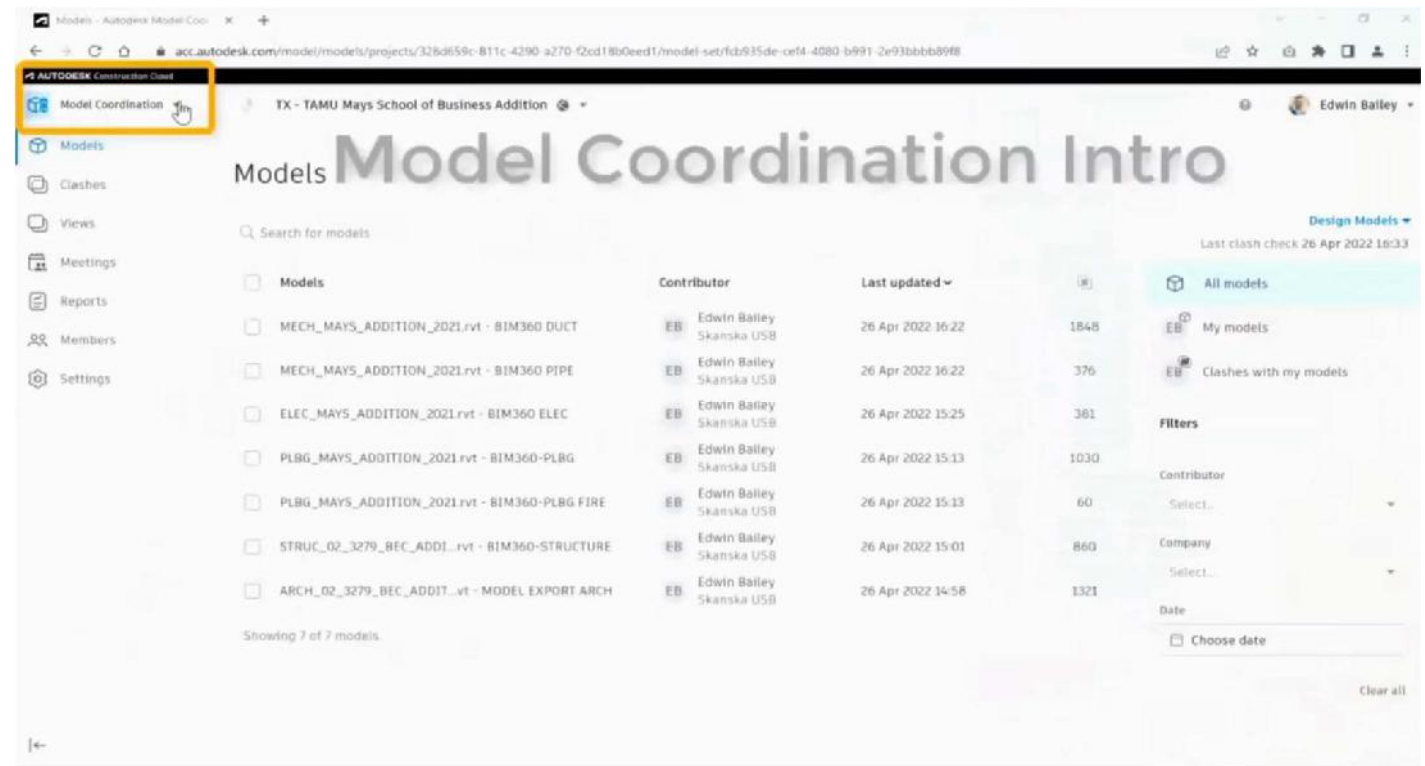 Models - Autodesk Model Coo
acc.autodesk.com/model/models/projects/328d659c-811c-4290-a270-f2cd18b0eed1/model-set/fcb935de-cef4-4080-b991-2e93bbbb89f8
AUTODESK Construction Cloud
Model Coordination
TX - TAMU Mays School of Business Addition
Edwin Bailey
Models
Clashes
Views
Meetings
Reports
Members
Settings
Models
Model Coordination Intro
Search for models
Design Models
Last clash check 26 Apr 2022 16:33
Models Contributor Last updated
MECH_MAYS_ADDITION_2021.rvt - BIM360 DUCT EB Edwin Bailey 26 Apr 2022 16:22 1848
Skanska USB
MECH_MAYS_ADDITION_2021.rvt - BIM360 PIPE EB Edwin Bailey 26 Apr 2022 16:22 376
Skanska USB
ELEC_MAYS_ADDITION_2021.rvt - BIM360 ELEC EB Edwin Bailey 26 Apr 2022 15:25 381
Skanska USB
PLBG_MAYS_ADDITION_2021.rvt - BIM360-PLBG EB Edwin Bailey 26 Apr 2022 15:13 1030
Skanska USB
PLBG_MAYS_ADDITION_2021.rvt - BIM360-PLBG FIRE EB Edwin Bailey 26 Apr 2022 15:13 60
Skanska USB
STRUC_02_3279_BEC_ADDI...rvt - BIM360-STRUCTURE EB Edwin Bailey 26 Apr 2022 15:01 860
Skanska USB
ARCH_02_3279_BEC_ADDIT...vt - MODEL EXPORT ARCH EB Edwin Bailey 26 Apr 2022 14:58 1321
Skanska USB
Showing 7 of 7 models
All models
EB My models
EB Clashes with my models
Filters
Contributor
Select...
Company
Select...
Date
Choose date
Clear all